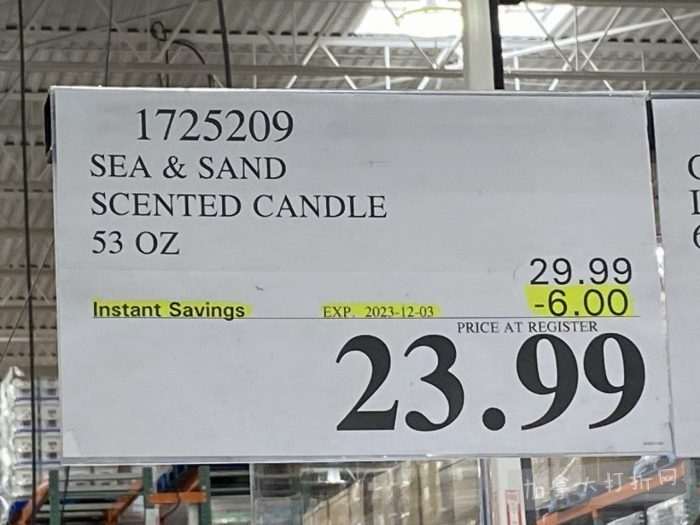 1725209
SEA & SAND
SCENTED CANDLE
53 OZ
29.99
Instant Savings EXP. 2023-12-03 -6.00
PRICE AT REGISTER
23.99
加拿大打折网